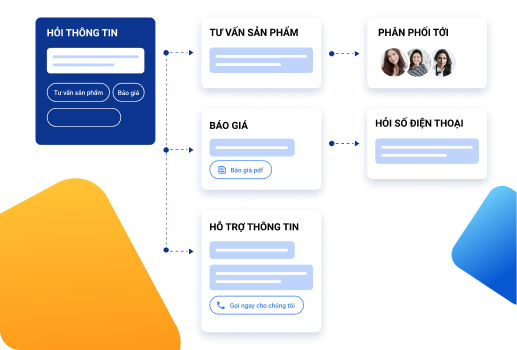 HỎI THÔNG TIN
Tư vấn sản phẩm
Báo giá
TƯ VẤN SẢN PHẨM
PHÂN PHỐI TỚI
BÁO GIÁ
Báo giá.pdf
HỎI SỐ ĐIỆN THOẠI
HỖ TRỢ THÔNG TIN
Gọi ngay cho chúng tôi